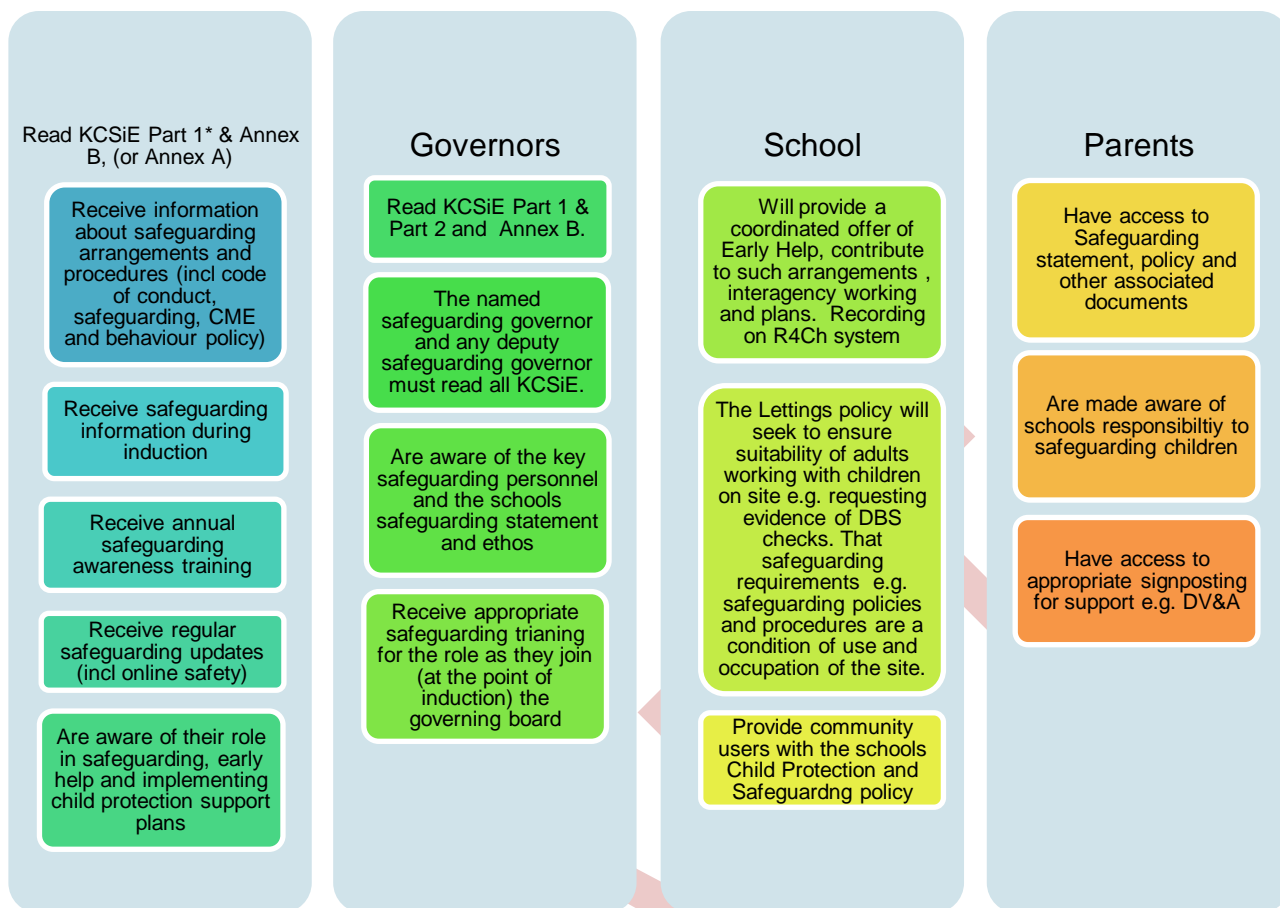 Read KCSiE Part 1* & Annex
B, (or Annex A)
Receive information
about safeguarding
arrangements and
procedures (incl code
of conduct,
safeguarding, CME
and behaviour policy)
Receive safeguarding
information during
induction
Receive annual
safeguarding
awareness training
Receive regular
safeguarding updates
(incl online safety)
Are aware of their role
in safeguarding, early
help and implementing
child protection support
plans
Governors
Read KCSiE Part 1 &
Part 2 and Annex B.
The named
safeguarding governor
and any deputy
safeguarding governor
must read all KCSiE.
Are aware of the key
safeguarding personnel
and the schools
safeguarding statement
and ethos
Receive appropriate
safeguarding trianing
for the role as they join
(at the point of
induction) the
governing board
School
Will provide a
coordinated offer of
Early Help, contribute
to such arrangements ,
interagency working
and plans. Recording
on R4Ch system
The Lettings policy will
seek to ensure
suitability of adults
working with children
on site e.g. requesting
evidence of DBS
checks. That
safeguarding
requirements e.g.
safeguarding policies
and procedures are a
condition of use and
occupation of the site.
Provide community
users with the schools
Child Protection and
Safeguardng policy
Parents
Have access to
Safeguarding
statement, policy and
other associated
documents
Are made aware of
schools responsibiltiy to
safeguarding children
Have access to
appropriate signposting
for support e.g. DV&A